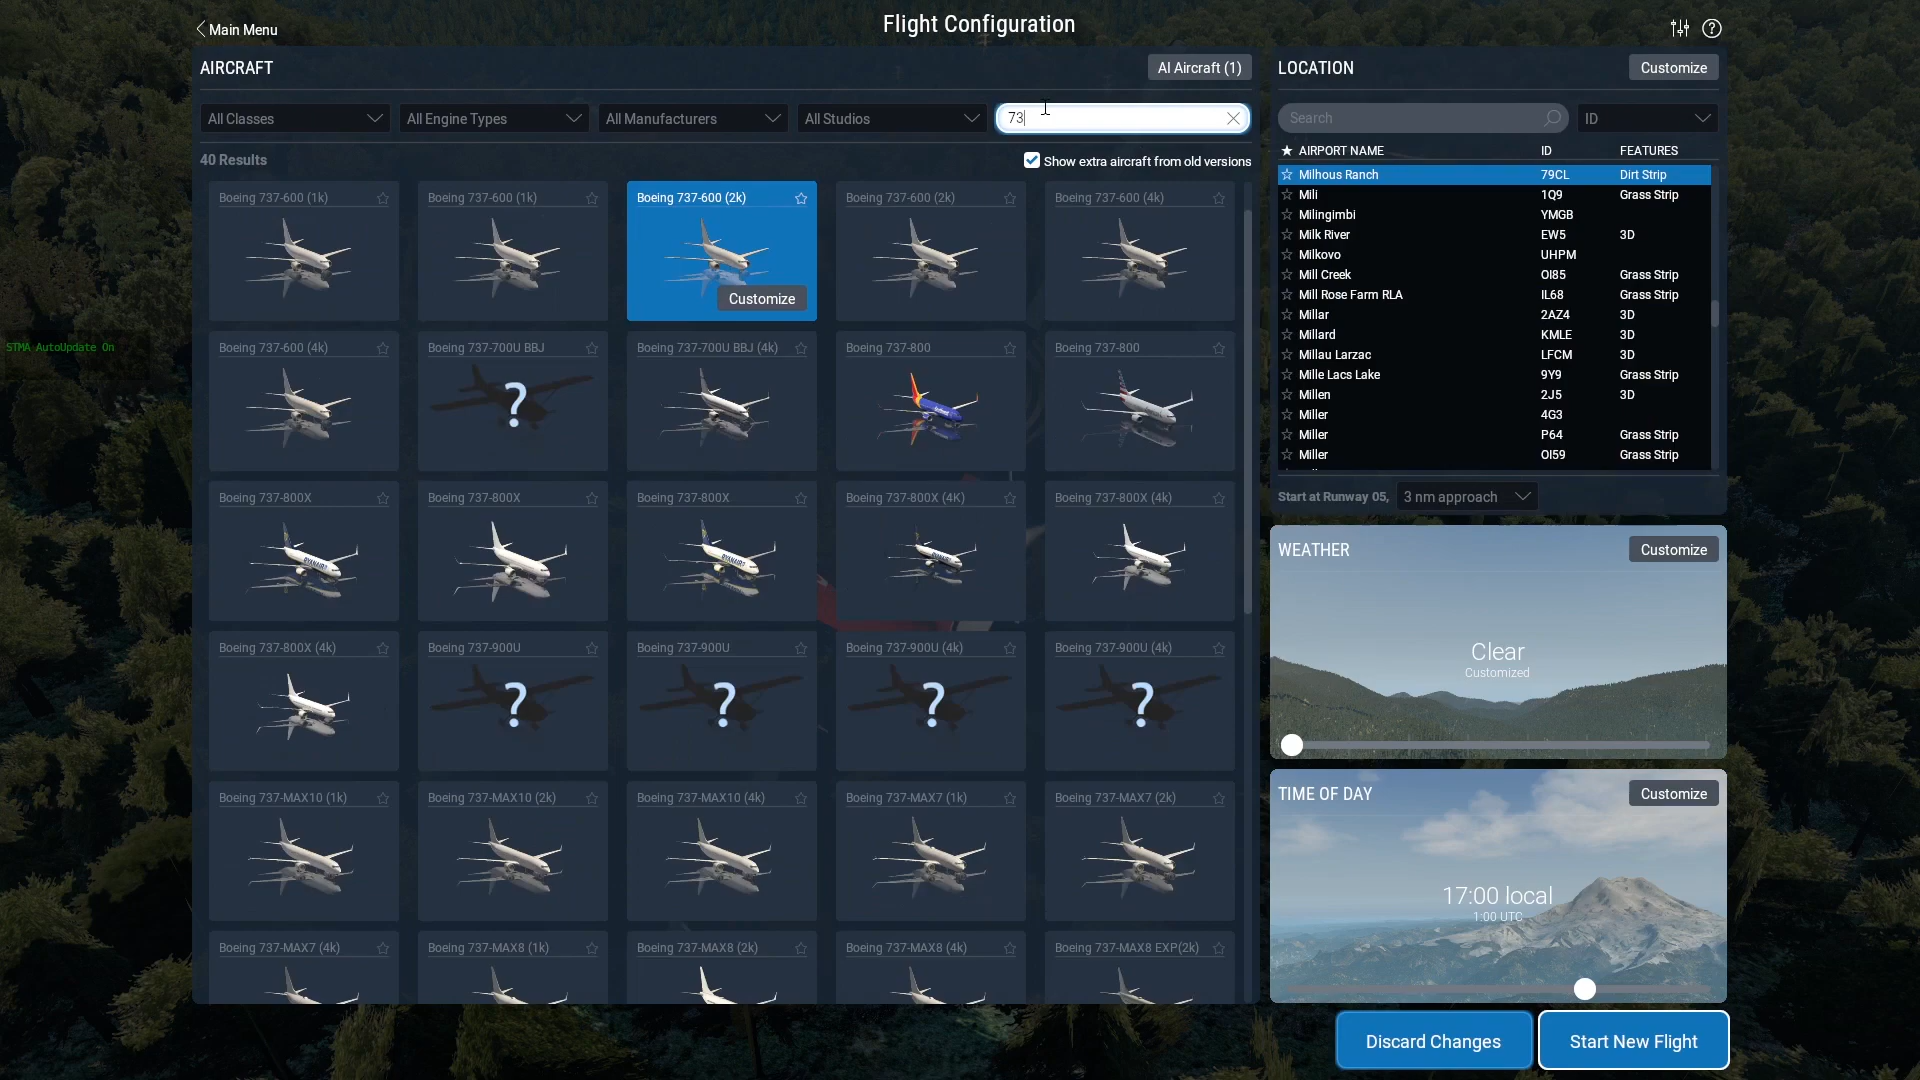 Main Menu
Flight Configuration
AIRCRAFT
AI Aircraft (1)
All Classes
All Engine Types
All Manufacturers
All Studios
73
40 Results
Show extra aircraft from old versions
Boeing 737-600 (1k)
Boeing 737-600 (1k)
Boeing 737-600 (2k)
Boeing 737-600 (2k)
Boeing 737-600 (4k)
Customize
Boeing 737-600 (4k)
Boeing 737-700U BBJ
Boeing 737-700U BBJ (4k)
Boeing 737-800
Boeing 737-800
?
Boeing 737-800X
Boeing 737-800X
Boeing 737-800X
Boeing 737-800X (4K)
Boeing 737-800X (4k)
RYANAIR
RYANAIR
Boeing 737-800X (4k)
Boeing 737-900U
Boeing 737-900U
Boeing 737-900U (4k)
Boeing 737-900U (4k)
?
?
?
?
Boeing 737-MAX10 (1k)
Boeing 737-MAX10 (2k)
Boeing 737-MAX10 (4k)
Boeing 737-MAX7 (1k)
Boeing 737-MAX7 (2k)
Boeing 737-MAX7 (4k)
Boeing 737-MAX8 (1k)
Boeing 737-MAX8 (2k)
Boeing 737-MAX8 (4k)
Boeing 737-MAX8 EXP(2k)
STMA AutoUpdate On
LOCATION
Customize
Search
ID
AIRPORT NAME ID FEATURES
Milhous Ranch 79CL Dirt Strip
Mili 1Q9 Grass Strip
Milingimbi YMGB
Milk River EW5 3D
Milkovo UHPM
Mill Creek OI85 Grass Strip
Mill Rose Farm RLA IL68 Grass Strip
Millar 2AZ4 3D
Millard KMLE 3D
Millau Larzac LFCM 3D
Mille Lacs Lake 9Y9 Grass Strip
Millen 2J5 3D
Miller 4G3
Miller P64 Grass Strip
Miller OI59 Grass Strip
Start at Runway 05,
3 nm approach
WEATHER
Customize
Clear
Customized
TIME OF DAY
Customize
17:00 local
1:00 UTC
Discard Changes
Start New Flight